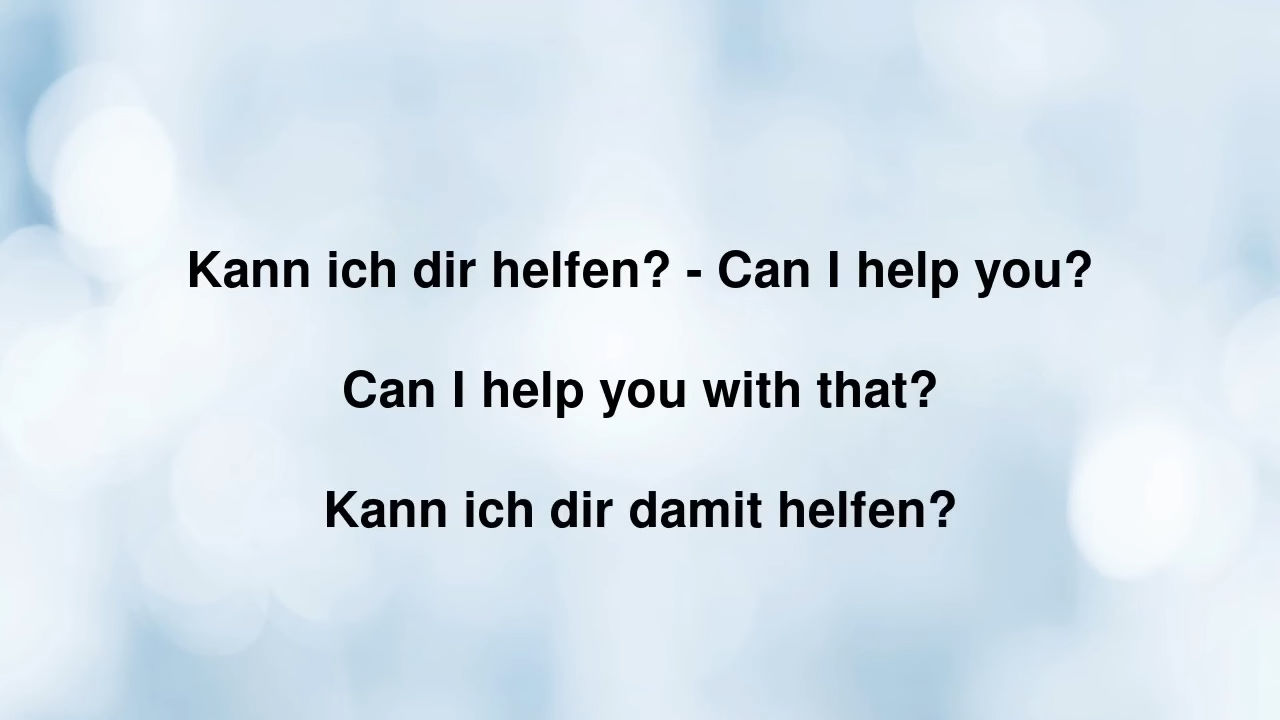 Kann ich dir helfen? - Can I help you?
Can I help you with that?
Kann ich dir damit helfen?